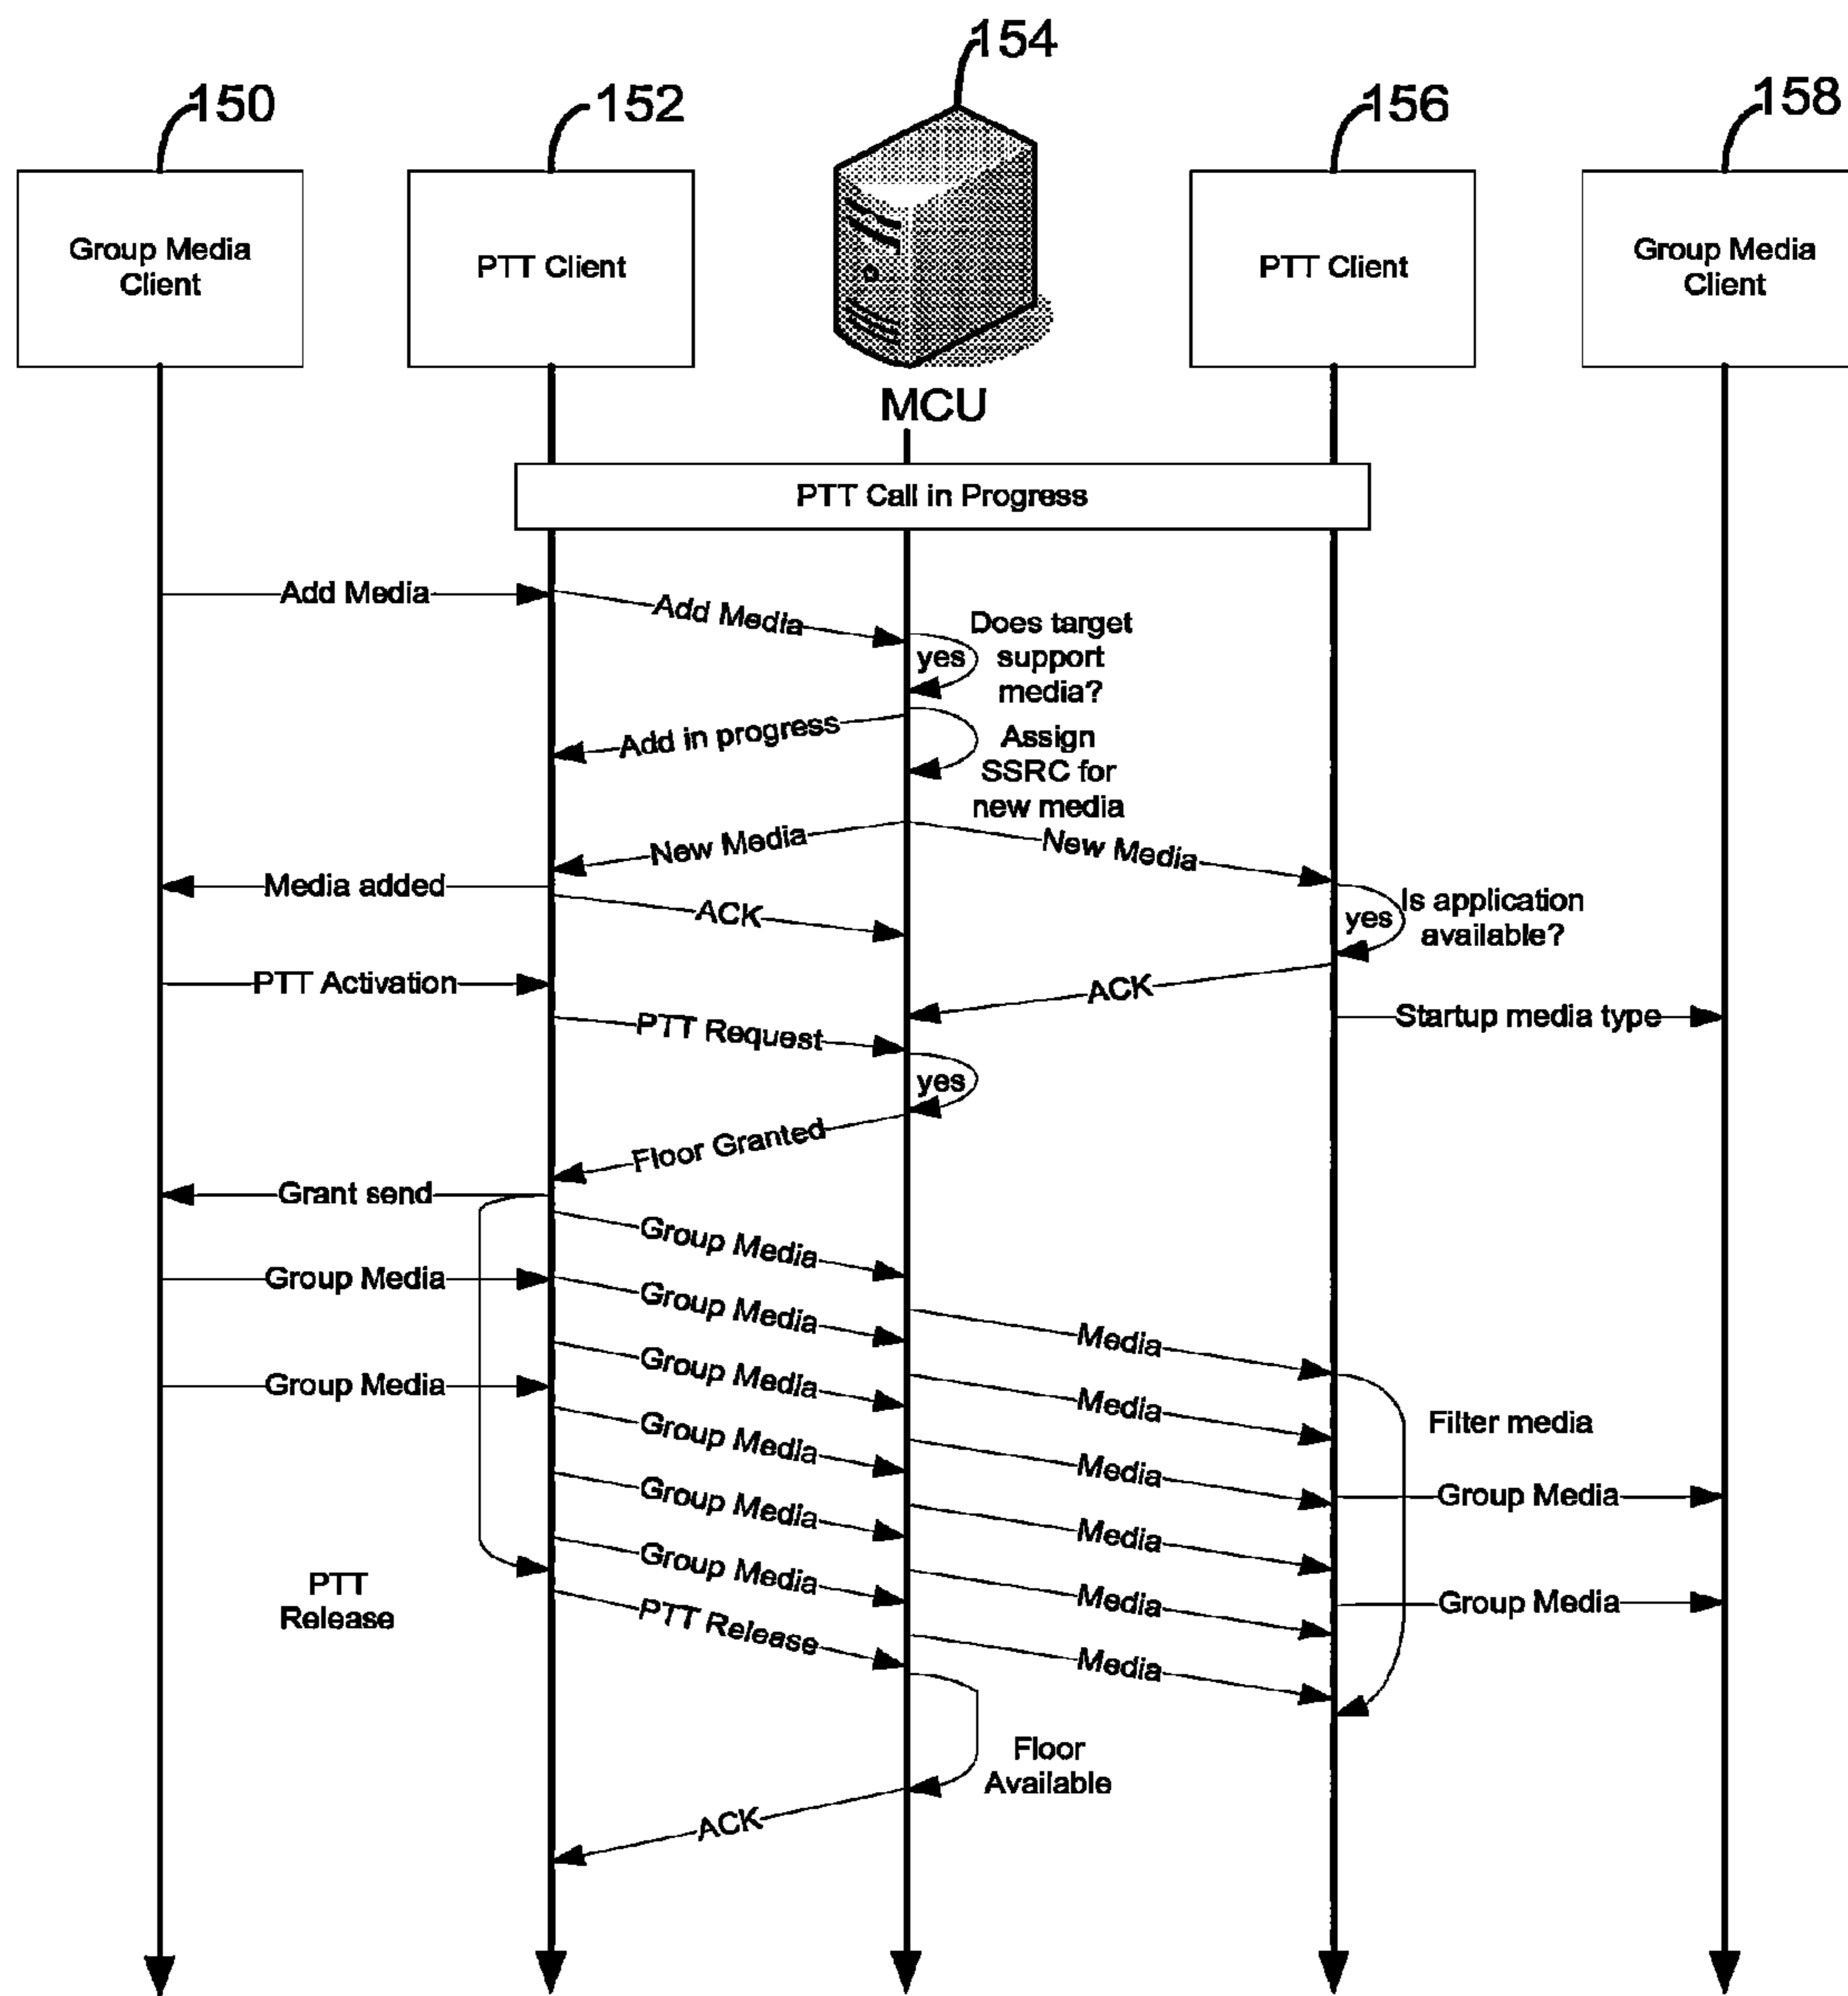 154
150
152
156
158
Group Media
Client
PTT Client
PTT Client
Group Media
Client
MCU
PTT Call in Progress
Add Media
Add Media
Does target
support
media?
yes
Add in progress
Assign
SSRC for
new media
New Media
New Media
Media added
ACK
Is application
available?
yes
PTT Activation
ACK
PTT Request
Startup media type
yes
Floor Granted
Grant send
Group Media
Group Media
Group Media
Media
Group Media
Group Media
Media
Group Media
Filter media
Media
Group Media
Group Media
Media
Group Media
PTT
Release
Media
Group Media
PTT Release
Media
Floor
Available
ACK